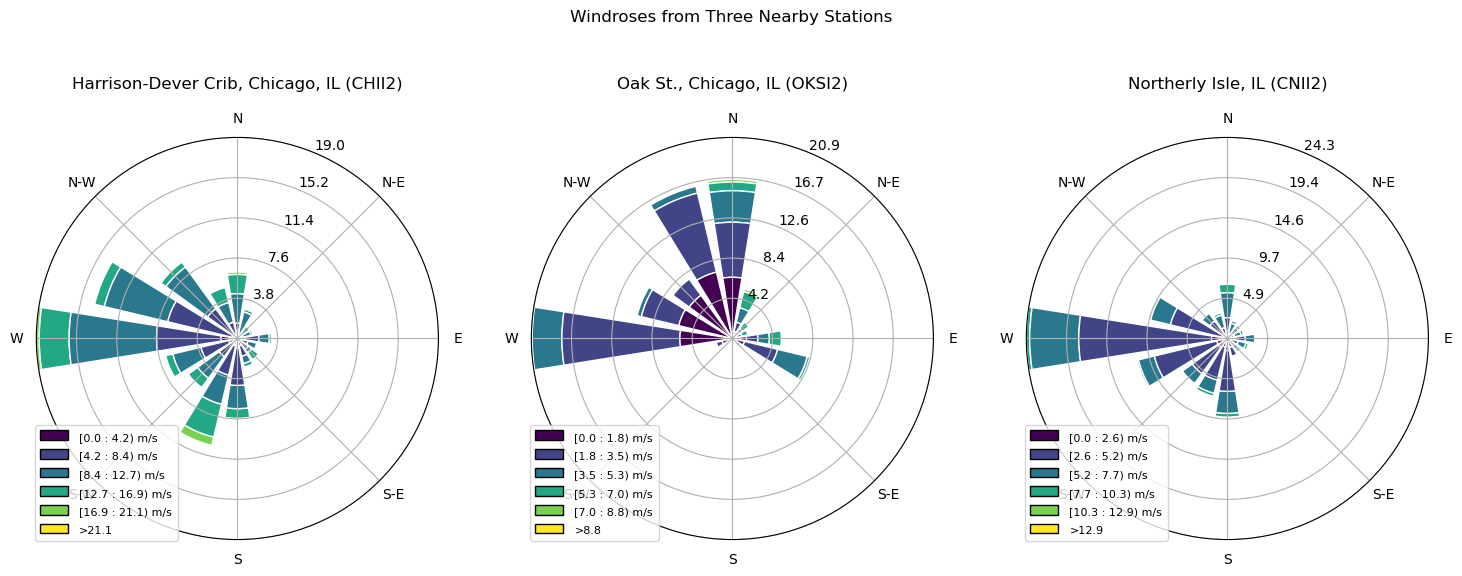 Windroses from Three Nearby Stations
Harrison-Dever Crib, Chicago, IL (CHII2)
N
N-W
N-E
W
E
S-E
S
19.0
15.2
11.4
7.6
3.8
[0.0 : 4.2) m/s
[4.2 : 8.4) m/s
[8.4 : 12.7) m/s
[12.7 : 16.9) m/s
[16.9 : 21.1) m/s
>21.1
Oak St., Chicago, IL (OKSI2)
N
N-W
N-E
W
E
S-E
S
20.9
16.7
12.6
8.4
4.2
[0.0 : 1.8) m/s
[1.8 : 3.5) m/s
[3.5 : 5.3) m/s
[5.3 : 7.0) m/s
[7.0 : 8.8) m/s
>8.8
Northerly Isle, IL (CNII2)
N
N-W
N-E
W
E
S-E
S
24.3
19.4
14.6
9.7
4.9
[0.0 : 2.6) m/s
[2.6 : 5.2) m/s
[5.2 : 7.7) m/s
[7.7 : 10.3) m/s
[10.3 : 12.9) m/s
>12.9